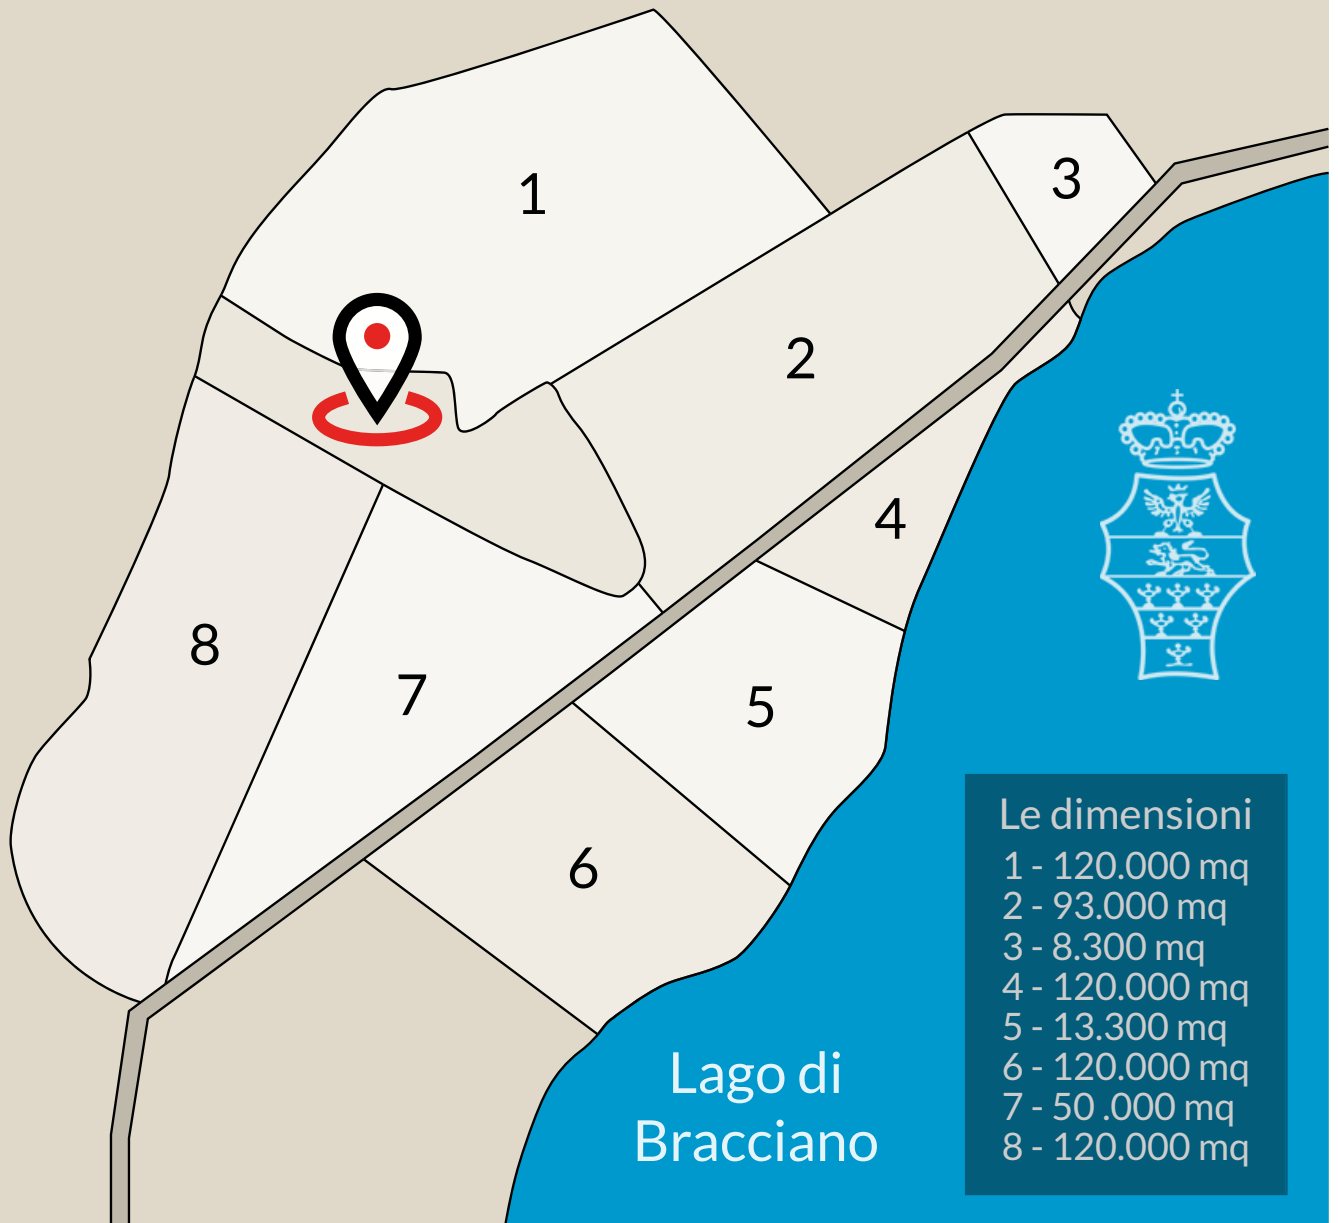 1
3
2
4
8
7
5
6
Le dimensioni
1 - 120.000 mq
2 - 93.000 mq
3 - 8.300 mq
4 - 120.000 mq
5 - 13.300 mq
6 - 120.000 mq
7 - 50 .000 mq
8 - 120.000 mq
Lago di
Bracciano